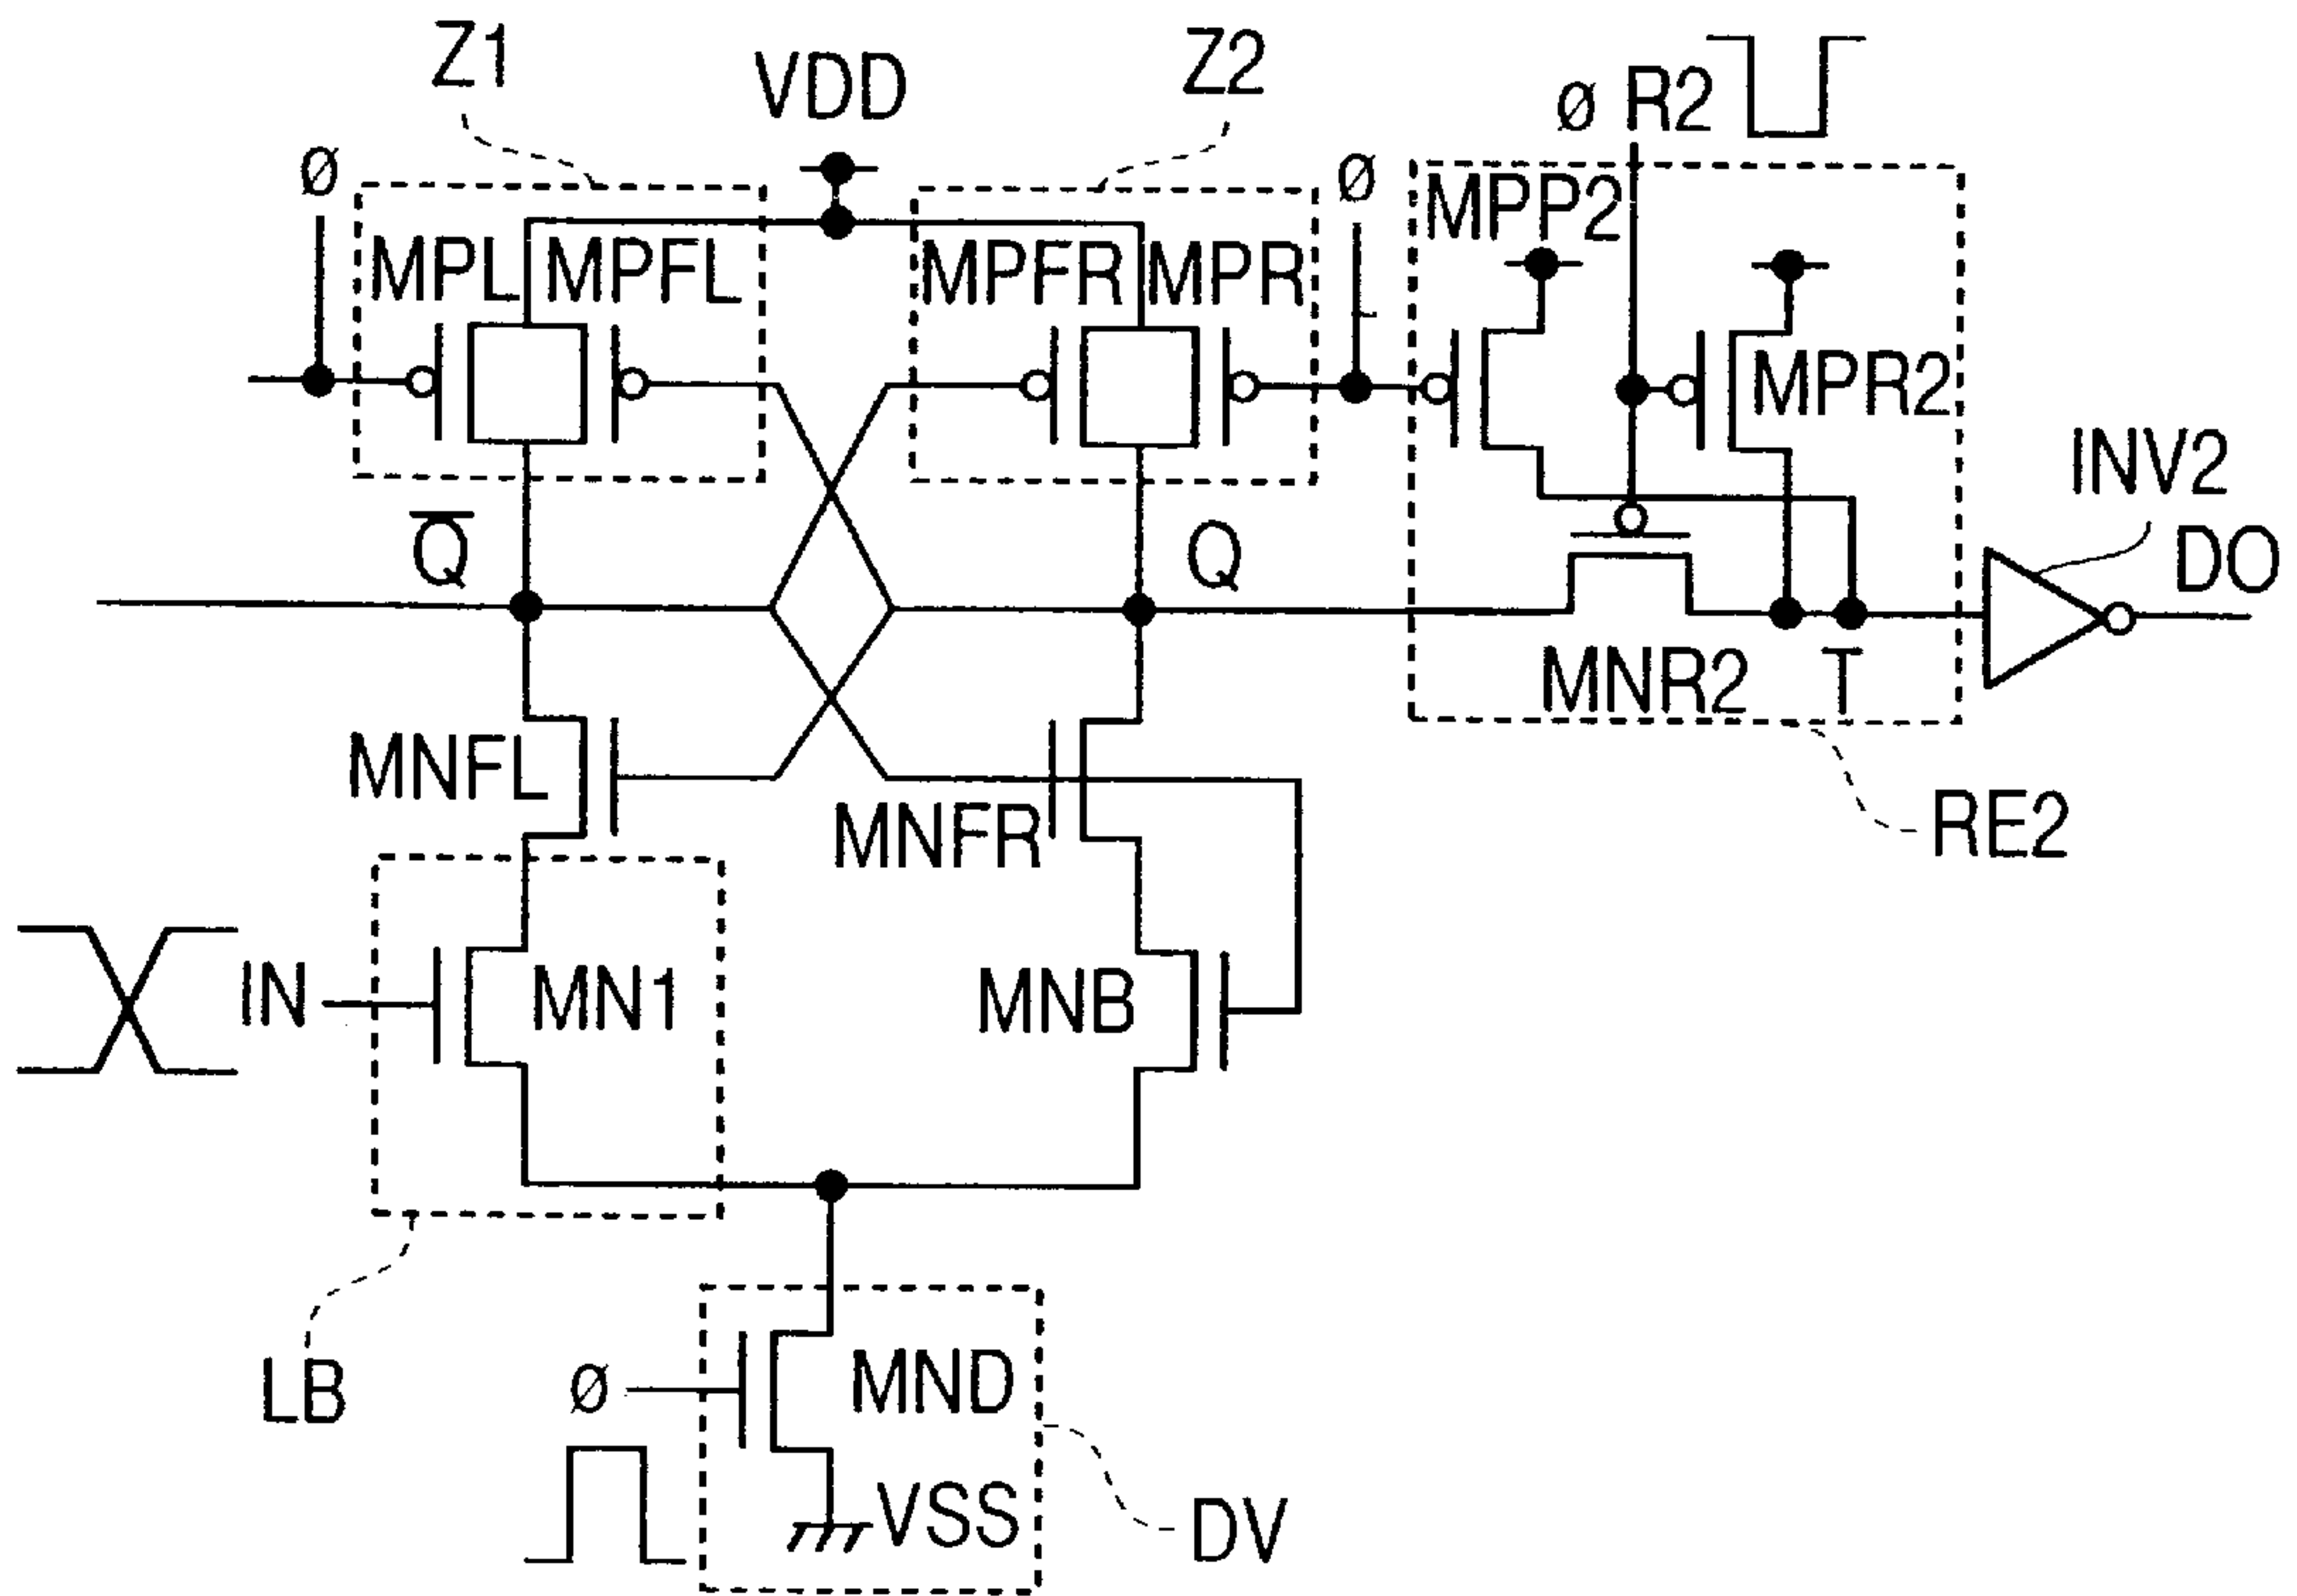 Z1
VDD
Z2
ø R2
ø
ø
MPP2
MPL
MPFL
MPFR
MPR
MPR2
INV2
DO
Q̅
Q
MNR2
T
MNFL
MNFR
RE2
IN
MN1
MNB
LB
ø
MND
VSS
DV